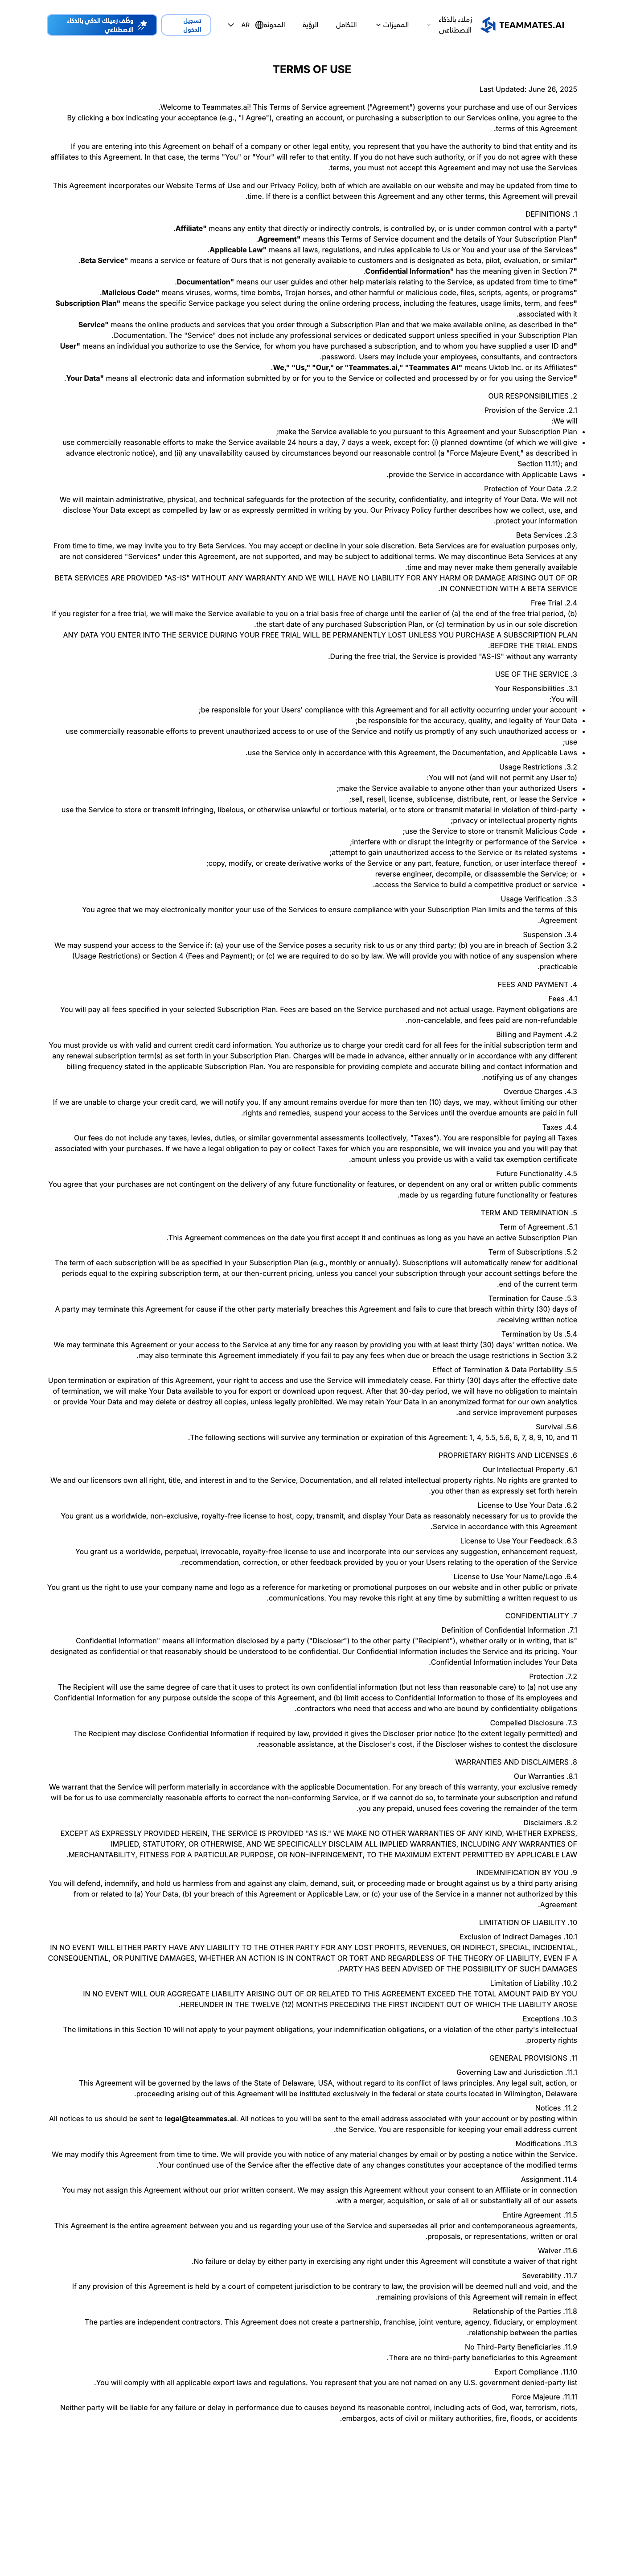 TEAMMATES.AI
زملاء بالذكاء
الاصطناعي
المميزات
التكامل
الرؤية
المدونة
AR
تسجيل
الدخول
وظّف زميلك الذكي بالذكاء
الاصطناعي
TERMS OF USE
Last Updated: June 26, 2025
Welcome to Teammates.ai! This Terms of Service agreement ("Agreement") governs your purchase and use of our Services.
By clicking a box indicating your acceptance (e.g., "I Agree"), creating an account, or purchasing a subscription to our Services online, you agree to the
terms of this Agreement.
If you are entering into this Agreement on behalf of a company or other legal entity, you represent that you have the authority to bind that entity and its
affiliates to this Agreement. In that case, the terms "You" or "Your" will refer to that entity. If you do not have such authority, or if you do not agree with these
terms, you must not accept this Agreement and may not use the Services.
This Agreement incorporates our Website Terms of Use and our Privacy Policy, both of which are available on our website and may be updated from time to
time. If there is a conflict between this Agreement and any other terms, this Agreement will prevail.
1. DEFINITIONS
"Affiliate" means any entity that directly or indirectly controls, is controlled by, or is under common control with a party.
"Agreement" means this Terms of Service document and the details of Your Subscription Plan.
"Applicable Law" means all laws, regulations, and rules applicable to Us or You and your use of the Services.
"Beta Service" means a service or feature of Ours that is not generally available to customers and is designated as beta, pilot, evaluation, or similar.
"Confidential Information" has the meaning given in Section 7.
"Documentation" means our user guides and other help materials relating to the Service, as updated from time to time.
"Malicious Code" means viruses, worms, time bombs, Trojan horses, and other harmful or malicious code, files, scripts, agents, or programs.
"Subscription Plan" means the specific Service package you select during the online ordering process, including the features, usage limits, term, and fees
associated with it.
"Service" means the online products and services that you order through a Subscription Plan and that we make available online, as described in the
Documentation. The "Service" does not include any professional services or dedicated support unless specified in your Subscription Plan.
"User" means an individual you authorize to use the Service, for whom you have purchased a subscription, and to whom you have supplied a user ID and
password. Users may include your employees, consultants, and contractors.
"We," "Us," "Our," or "Teammates.ai," "Teammates AI" means Uktob Inc. or its Affiliates.
"Your Data" means all electronic data and information submitted by or for you to the Service or collected and processed by or for you using the Service.
2. OUR RESPONSIBILITIES
2.1. Provision of the Service
We will:
• make the Service available to you pursuant to this Agreement and your Subscription Plan;
• use commercially reasonable efforts to make the Service available 24 hours a day, 7 days a week, except for: (i) planned downtime (of which we will give
advance electronic notice), and (ii) any unavailability caused by circumstances beyond our reasonable control (a "Force Majeure Event," as described in
Section 11.11); and
• provide the Service in accordance with Applicable Laws.
2.2. Protection of Your Data
We will maintain administrative, physical, and technical safeguards for the protection of the security, confidentiality, and integrity of Your Data. We will not
disclose Your Data except as compelled by law or as expressly permitted in writing by you. Our Privacy Policy further describes how we collect, use, and
protect your information.
2.3. Beta Services
From time to time, we may invite you to try Beta Services. You may accept or decline in your sole discretion. Beta Services are for evaluation purposes only,
are not considered "Services" under this Agreement, are not supported, and may be subject to additional terms. We may discontinue Beta Services at any
time and may never make them generally available.
BETA SERVICES ARE PROVIDED "AS-IS" WITHOUT ANY WARRANTY AND WE WILL HAVE NO LIABILITY FOR ANY HARM OR DAMAGE ARISING OUT OF OR
IN CONNECTION WITH A BETA SERVICE.
2.4. Free Trial
If you register for a free trial, we will make the Service available to you on a trial basis free of charge until the earlier of (a) the end of the free trial period, (b)
the start date of any purchased Subscription Plan, or (c) termination by us in our sole discretion.
ANY DATA YOU ENTER INTO THE SERVICE DURING YOUR FREE TRIAL WILL BE PERMANENTLY LOST UNLESS YOU PURCHASE A SUBSCRIPTION PLAN
BEFORE THE TRIAL ENDS.
During the free trial, the Service is provided "AS-IS" without any warranty.
3. USE OF THE SERVICE
3.1. Your Responsibilities
You will:
• be responsible for your Users' compliance with this Agreement and for all activity occurring under your account;
• be responsible for the accuracy, quality, and legality of Your Data;
• use commercially reasonable efforts to prevent unauthorized access to or use of the Service and notify us promptly of any such unauthorized access or
use;
• use the Service only in accordance with this Agreement, the Documentation, and Applicable Laws.
3.2. Usage Restrictions
You will not (and will not permit any User to):
• make the Service available to anyone other than your authorized Users;
• sell, resell, license, sublicense, distribute, rent, or lease the Service;
• use the Service to store or transmit infringing, libelous, or otherwise unlawful or tortious material, or to store or transmit material in violation of third-party
privacy or intellectual property rights;
• use the Service to store or transmit Malicious Code;
• interfere with or disrupt the integrity or performance of the Service;
• attempt to gain unauthorized access to the Service or its related systems;
• copy, modify, or create derivative works of the Service or any part, feature, function, or user interface thereof;
• reverse engineer, decompile, or disassemble the Service; or
• access the Service to build a competitive product or service.
3.3. Usage Verification
You agree that we may electronically monitor your use of the Services to ensure compliance with your Subscription Plan limits and the terms of this
Agreement.
3.4. Suspension
We may suspend your access to the Service if: (a) your use of the Service poses a security risk to us or any third party; (b) you are in breach of Section 3.2
(Usage Restrictions) or Section 4 (Fees and Payment); or (c) we are required to do so by law. We will provide you with notice of any suspension where
practicable.
4. FEES AND PAYMENT
4.1. Fees
You will pay all fees specified in your selected Subscription Plan. Fees are based on the Service purchased and not actual usage. Payment obligations are
non-cancelable, and fees paid are non-refundable.
4.2. Billing and Payment
You must provide us with valid and current credit card information. You authorize us to charge your credit card for all fees for the initial subscription term and
any renewal subscription term(s) as set forth in your Subscription Plan. Charges will be made in advance, either annually or in accordance with any different
billing frequency stated in the applicable Subscription Plan. You are responsible for providing complete and accurate billing and contact information and
notifying us of any changes.
4.3. Overdue Charges
If we are unable to charge your credit card, we will notify you. If any amount remains overdue for more than ten (10) days, we may, without limiting our other
rights and remedies, suspend your access to the Services until the overdue amounts are paid in full.
4.4. Taxes
Our fees do not include any taxes, levies, duties, or similar governmental assessments (collectively, "Taxes"). You are responsible for paying all Taxes
associated with your purchases. If we have a legal obligation to pay or collect Taxes for which you are responsible, we will invoice you and you will pay that
amount unless you provide us with a valid tax exemption certificate.
4.5. Future Functionality
You agree that your purchases are not contingent on the delivery of any future functionality or features, or dependent on any oral or written public comments
made by us regarding future functionality or features.
5. TERM AND TERMINATION
5.1. Term of Agreement
This Agreement commences on the date you first accept it and continues as long as you have an active Subscription Plan.
5.2. Term of Subscriptions
The term of each subscription will be as specified in your Subscription Plan (e.g., monthly or annually). Subscriptions will automatically renew for additional
periods equal to the expiring subscription term, at our then-current pricing, unless you cancel your subscription through your account settings before the
end of the current term.
5.3. Termination for Cause
A party may terminate this Agreement for cause if the other party materially breaches this Agreement and fails to cure that breach within thirty (30) days of
receiving written notice.
5.4. Termination by Us
We may terminate this Agreement or your access to the Service at any time for any reason by providing you with at least thirty (30) days' written notice. We
may also terminate this Agreement immediately if you fail to pay any fees when due or breach the usage restrictions in Section 3.2.
5.5. Effect of Termination & Data Portability
Upon termination or expiration of this Agreement, your right to access and use the Service will immediately cease. For thirty (30) days after the effective date
of termination, we will make Your Data available to you for export or download upon request. After that 30-day period, we will have no obligation to maintain
or provide Your Data and may delete or destroy all copies, unless legally prohibited. We may retain Your Data in an anonymized format for our own analytics
and service improvement purposes.
5.6. Survival
The following sections will survive any termination or expiration of this Agreement: 1, 4, 5.5, 5.6, 6, 7, 8, 9, 10, and 11.
6. PROPRIETARY RIGHTS AND LICENSES
6.1. Our Intellectual Property
We and our licensors own all right, title, and interest in and to the Service, Documentation, and all related intellectual property rights. No rights are granted to
you other than as expressly set forth herein.
6.2. License to Use Your Data
You grant us a worldwide, non-exclusive, royalty-free license to host, copy, transmit, and display Your Data as reasonably necessary for us to provide the
Service in accordance with this Agreement.
6.3. License to Use Your Feedback
You grant us a worldwide, perpetual, irrevocable, royalty-free license to use and incorporate into our services any suggestion, enhancement request,
recommendation, correction, or other feedback provided by you or your Users relating to the operation of the Service.
6.4. License to Use Your Name/Logo
You grant us the right to use your company name and logo as a reference for marketing or promotional purposes on our website and in other public or private
communications. You may revoke this right at any time by submitting a written request to us.
7. CONFIDENTIALITY
7.1. Definition of Confidential Information
"Confidential Information" means all information disclosed by a party ("Discloser") to the other party ("Recipient"), whether orally or in writing, that is
designated as confidential or that reasonably should be understood to be confidential. Our Confidential Information includes the Service and its pricing. Your
Confidential Information includes Your Data.
7.2. Protection
The Recipient will use the same degree of care that it uses to protect its own confidential information (but not less than reasonable care) to (a) not use any
Confidential Information for any purpose outside the scope of this Agreement, and (b) limit access to Confidential Information to those of its employees and
contractors who need that access and who are bound by confidentiality obligations.
7.3. Compelled Disclosure
The Recipient may disclose Confidential Information if required by law, provided it gives the Discloser prior notice (to the extent legally permitted) and
reasonable assistance, at the Discloser's cost, if the Discloser wishes to contest the disclosure.
8. WARRANTIES AND DISCLAIMERS
8.1. Our Warranties
We warrant that the Service will perform materially in accordance with the applicable Documentation. For any breach of this warranty, your exclusive remedy
will be for us to use commercially reasonable efforts to correct the non-conforming Service, or if we cannot do so, to terminate your subscription and refund
any prepaid, unused fees covering the remainder of the term.
8.2. Disclaimers
EXCEPT AS EXPRESSLY PROVIDED HEREIN, THE SERVICE IS PROVIDED "AS IS." WE MAKE NO OTHER WARRANTIES OF ANY KIND, WHETHER EXPRESS,
IMPLIED, STATUTORY, OR OTHERWISE, AND WE SPECIFICALLY DISCLAIM ALL IMPLIED WARRANTIES, INCLUDING ANY WARRANTIES OF
MERCHANTABILITY, FITNESS FOR A PARTICULAR PURPOSE, OR NON-INFRINGEMENT, TO THE MAXIMUM EXTENT PERMITTED BY APPLICABLE LAW.
9. INDEMNIFICATION BY YOU
You will defend, indemnify, and hold us harmless from and against any claim, demand, suit, or proceeding made or brought against us by a third party arising
from or related to (a) Your Data, (b) your breach of this Agreement or Applicable Law, or (c) your use of the Service in a manner not authorized by this
Agreement.
10. LIMITATION OF LIABILITY
10.1. Exclusion of Indirect Damages
IN NO EVENT WILL EITHER PARTY HAVE ANY LIABILITY TO THE OTHER PARTY FOR ANY LOST PROFITS, REVENUES, OR INDIRECT, SPECIAL, INCIDENTAL,
CONSEQUENTIAL, OR PUNITIVE DAMAGES, WHETHER AN ACTION IS IN CONTRACT OR TORT AND REGARDLESS OF THE THEORY OF LIABILITY, EVEN IF A
PARTY HAS BEEN ADVISED OF THE POSSIBILITY OF SUCH DAMAGES.
10.2. Limitation of Liability
IN NO EVENT WILL OUR AGGREGATE LIABILITY ARISING OUT OF OR RELATED TO THIS AGREEMENT EXCEED THE TOTAL AMOUNT PAID BY YOU
HEREUNDER IN THE TWELVE (12) MONTHS PRECEDING THE FIRST INCIDENT OUT OF WHICH THE LIABILITY AROSE.
10.3. Exceptions
The limitations in this Section 10 will not apply to your payment obligations, your indemnification obligations, or a violation of the other party's intellectual
property rights.
11. GENERAL PROVISIONS
11.1. Governing Law and Jurisdiction
This Agreement will be governed by the laws of the State of Delaware, USA, without regard to its conflict of laws principles. Any legal suit, action, or
proceeding arising out of this Agreement will be instituted exclusively in the federal or state courts located in Wilmington, Delaware.
11.2. Notices
All notices to us should be sent to legal@teammates.ai. All notices to you will be sent to the email address associated with your account or by posting within
the Service. You are responsible for keeping your email address current.
11.3. Modifications
We may modify this Agreement from time to time. We will provide you with notice of any material changes by email or by posting a notice within the Service.
Your continued use of the Service after the effective date of any changes constitutes your acceptance of the modified terms.
11.4. Assignment
You may not assign this Agreement without our prior written consent. We may assign this Agreement without your consent to an Affiliate or in connection
with a merger, acquisition, or sale of all or substantially all of our assets.
11.5. Entire Agreement
This Agreement is the entire agreement between you and us regarding your use of the Service and supersedes all prior and contemporaneous agreements,
proposals, or representations, written or oral.
11.6. Waiver
No failure or delay by either party in exercising any right under this Agreement will constitute a waiver of that right.
11.7. Severability
If any provision of this Agreement is held by a court of competent jurisdiction to be contrary to law, the provision will be deemed null and void, and the
remaining provisions of this Agreement will remain in effect.
11.8. Relationship of the Parties
The parties are independent contractors. This Agreement does not create a partnership, franchise, joint venture, agency, fiduciary, or employment
relationship between the parties.
11.9. No Third-Party Beneficiaries
There are no third-party beneficiaries to this Agreement.
11.10. Export Compliance
You will comply with all applicable export laws and regulations. You represent that you are not named on any U.S. government denied-party list.
11.11. Force Majeure
Neither party will be liable for any failure or delay in performance due to causes beyond its reasonable control, including acts of God, war, terrorism, riots,
embargos, acts of civil or military authorities, fire, floods, or accidents.